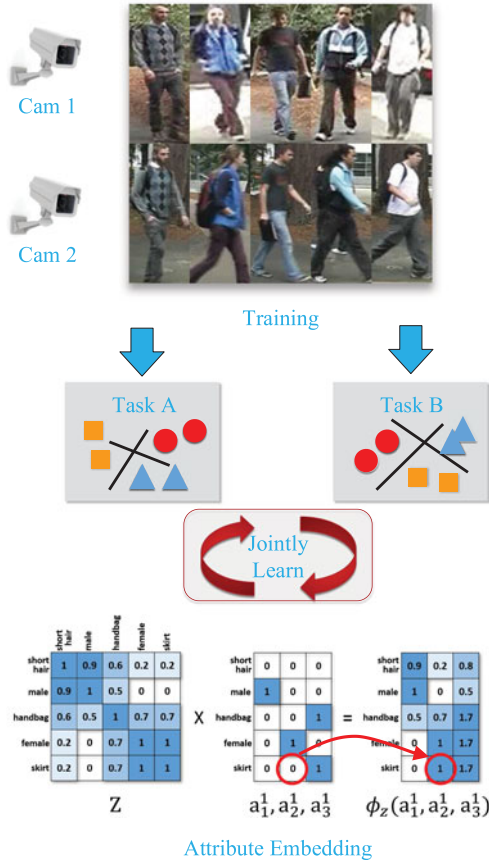 Cam 1
Cam 2
Training
Task A
Task B
Jointly
Learn
short hair male handbag female skirt
short hair 1 0.9 0.6 0.2 0.2
male 0.9 1 0.5 0 0
handbag 0.6 0.5 1 0.7 0.7
female 0.2 0 0.7 1 1
skirt 0.2 0 0.7 1 1
Z
X
short hair 0 0 0
male 1 0 0
handbag 0 0 1
female 0 1 0
skirt 0 0 1
a₁¹, a₂¹, a₃¹
=
short hair 0.9 0.2 0.8
male 1 0 0.5
handbag 0.5 0.7 1.7
female 0 1 1.7
skirt 0 1 1.7
ϕ_z(a₁¹, a₂¹, a₃¹)
Attribute Embedding